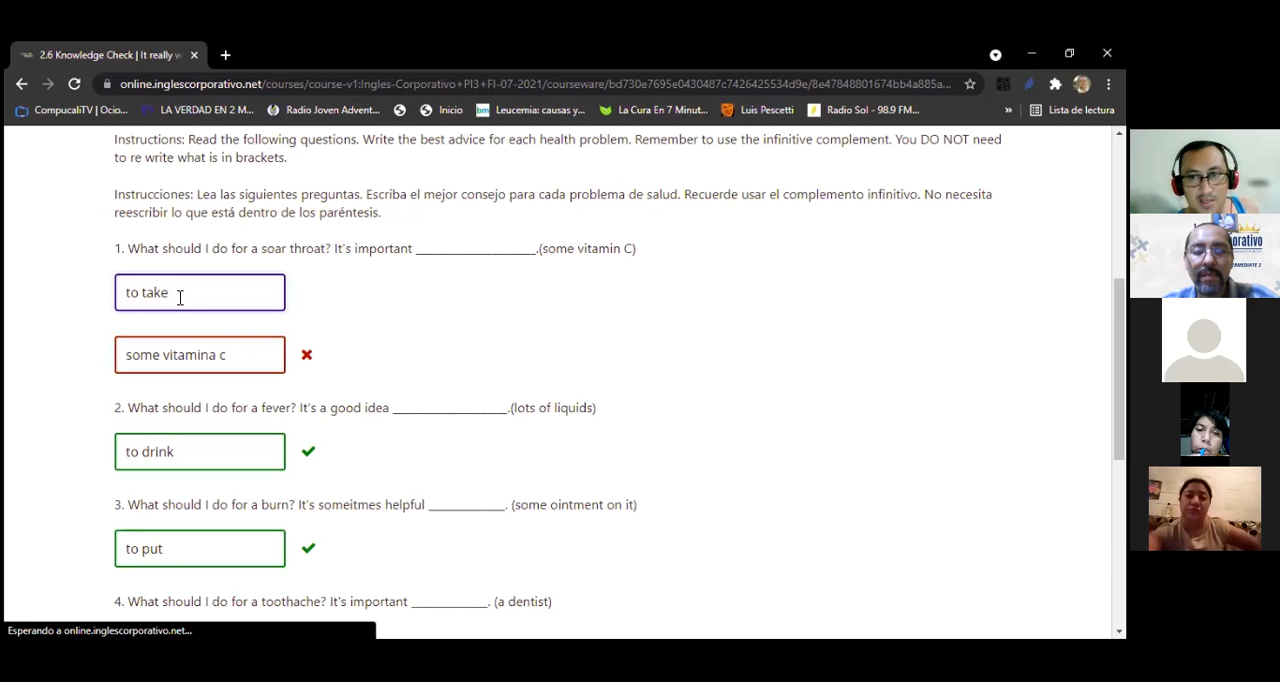 2.6 Knowledge Check | It really w
online.inglescorporativo.net/courses/course-v1:Ingles-Corporativo+PI3+FI-07-2021/courseware/bd730e7695e0430487c7426425534d9e/8e47848801674bb4a885a...
CompucaliTV | Ocio... LA VERDAD EN 2 M... Radio Joven Advent... Inicio bm Leucemia: causas y... La Cura En 7 Minut... Luis Pescetti Radio Sol - 98.9 FM... » Lista de lectura
Instructions: Read the following questions. Write the best advice for each health problem. Remember to use the infinitive complement. You DO NOT need
to re write what is in brackets.
Instrucciones: Lea las siguientes preguntas. Escriba el mejor consejo para cada problema de salud. Recuerde usar el complemento infinitivo. No necesita
reescribir lo que está dentro de los paréntesis.
1. What should I do for a soar throat? It's important __________________.(some vitamin C)
to take
some vitamina c
2. What should I do for a fever? It's a good idea _________________.(lots of liquids)
to drink
3. What should I do for a burn? It's someitmes helpful ___________. (some ointment on it)
to put
4. What should I do for a toothache? It's important ___________. (a dentist)
Esperando a online.inglescorporativo.net...